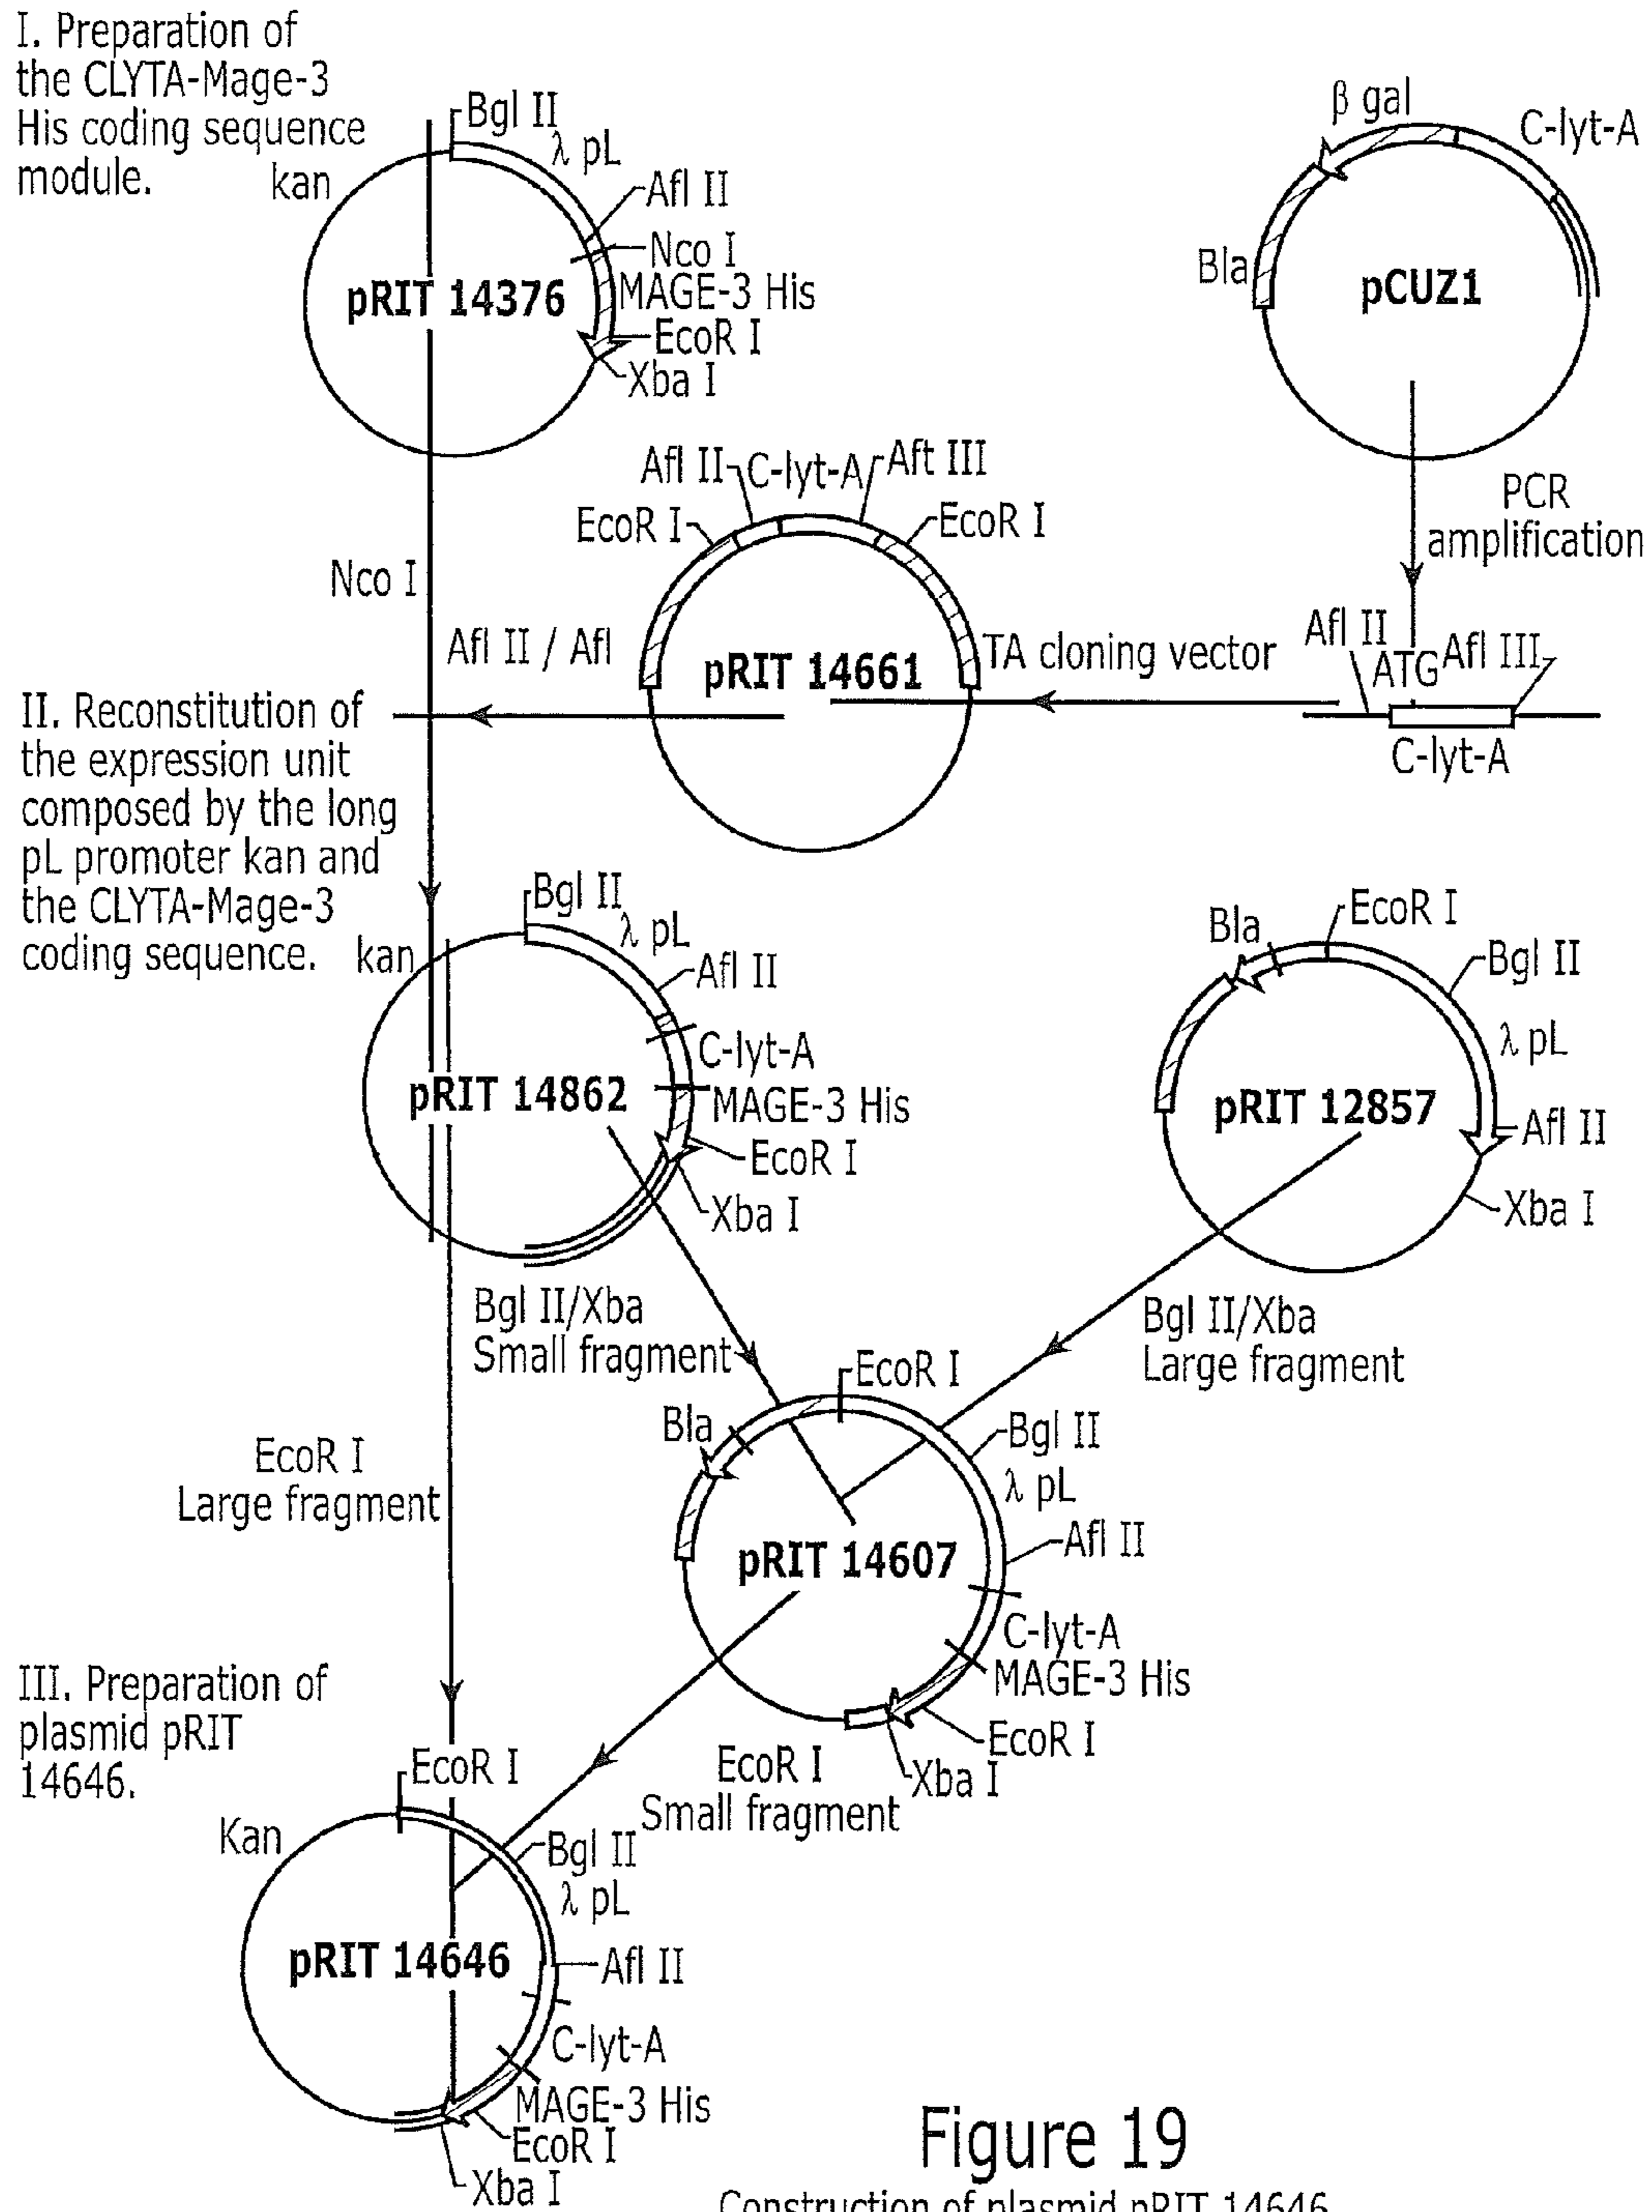 I. Preparation of
the CLYTA-Mage-3
His coding sequence
module.
kan
Bgl II
λ pL
Afl II
Nco I
MAGE-3 His
EcoR I
Xba I
pRIT 14376
β gal
C-lyt-A
Bla
pCUZ1
PCR
amplification
Afl II
C-lyt-A
Aft III
EcoR I
EcoR I
Nco I
Afl II / Afl
pRIT 14661
TA cloning vector
Afl II
ATG
Afl III
C-lyt-A
II. Reconstitution of
the expression unit
composed by the long
pL promoter kan and
the CLYTA-Mage-3
coding sequence.
kan
Bgl II
λ pL
Afl II
C-lyt-A
MAGE-3 His
EcoR I
Xba I
pRIT 14862
Bla
EcoR I
Bgl II
λ pL
Afl II
Xba I
pRIT 12857
Bgl II/Xba
Small fragment
Bgl II/Xba
Large fragment
EcoR I
Large fragment
Bla
EcoR I
Bgl II
λ pL
Afl II
C-lyt-A
MAGE-3 His
EcoR I
Xba I
pRIT 14607
EcoR I
Small fragment
III. Preparation of
plasmid pRIT
14646.
Kan
EcoR I
Bgl II
λ pL
Afl II
C-lyt-A
MAGE-3 His
EcoR I
Xba I
pRIT 14646
Figure 19
Construction of plasmid pRIT 14646